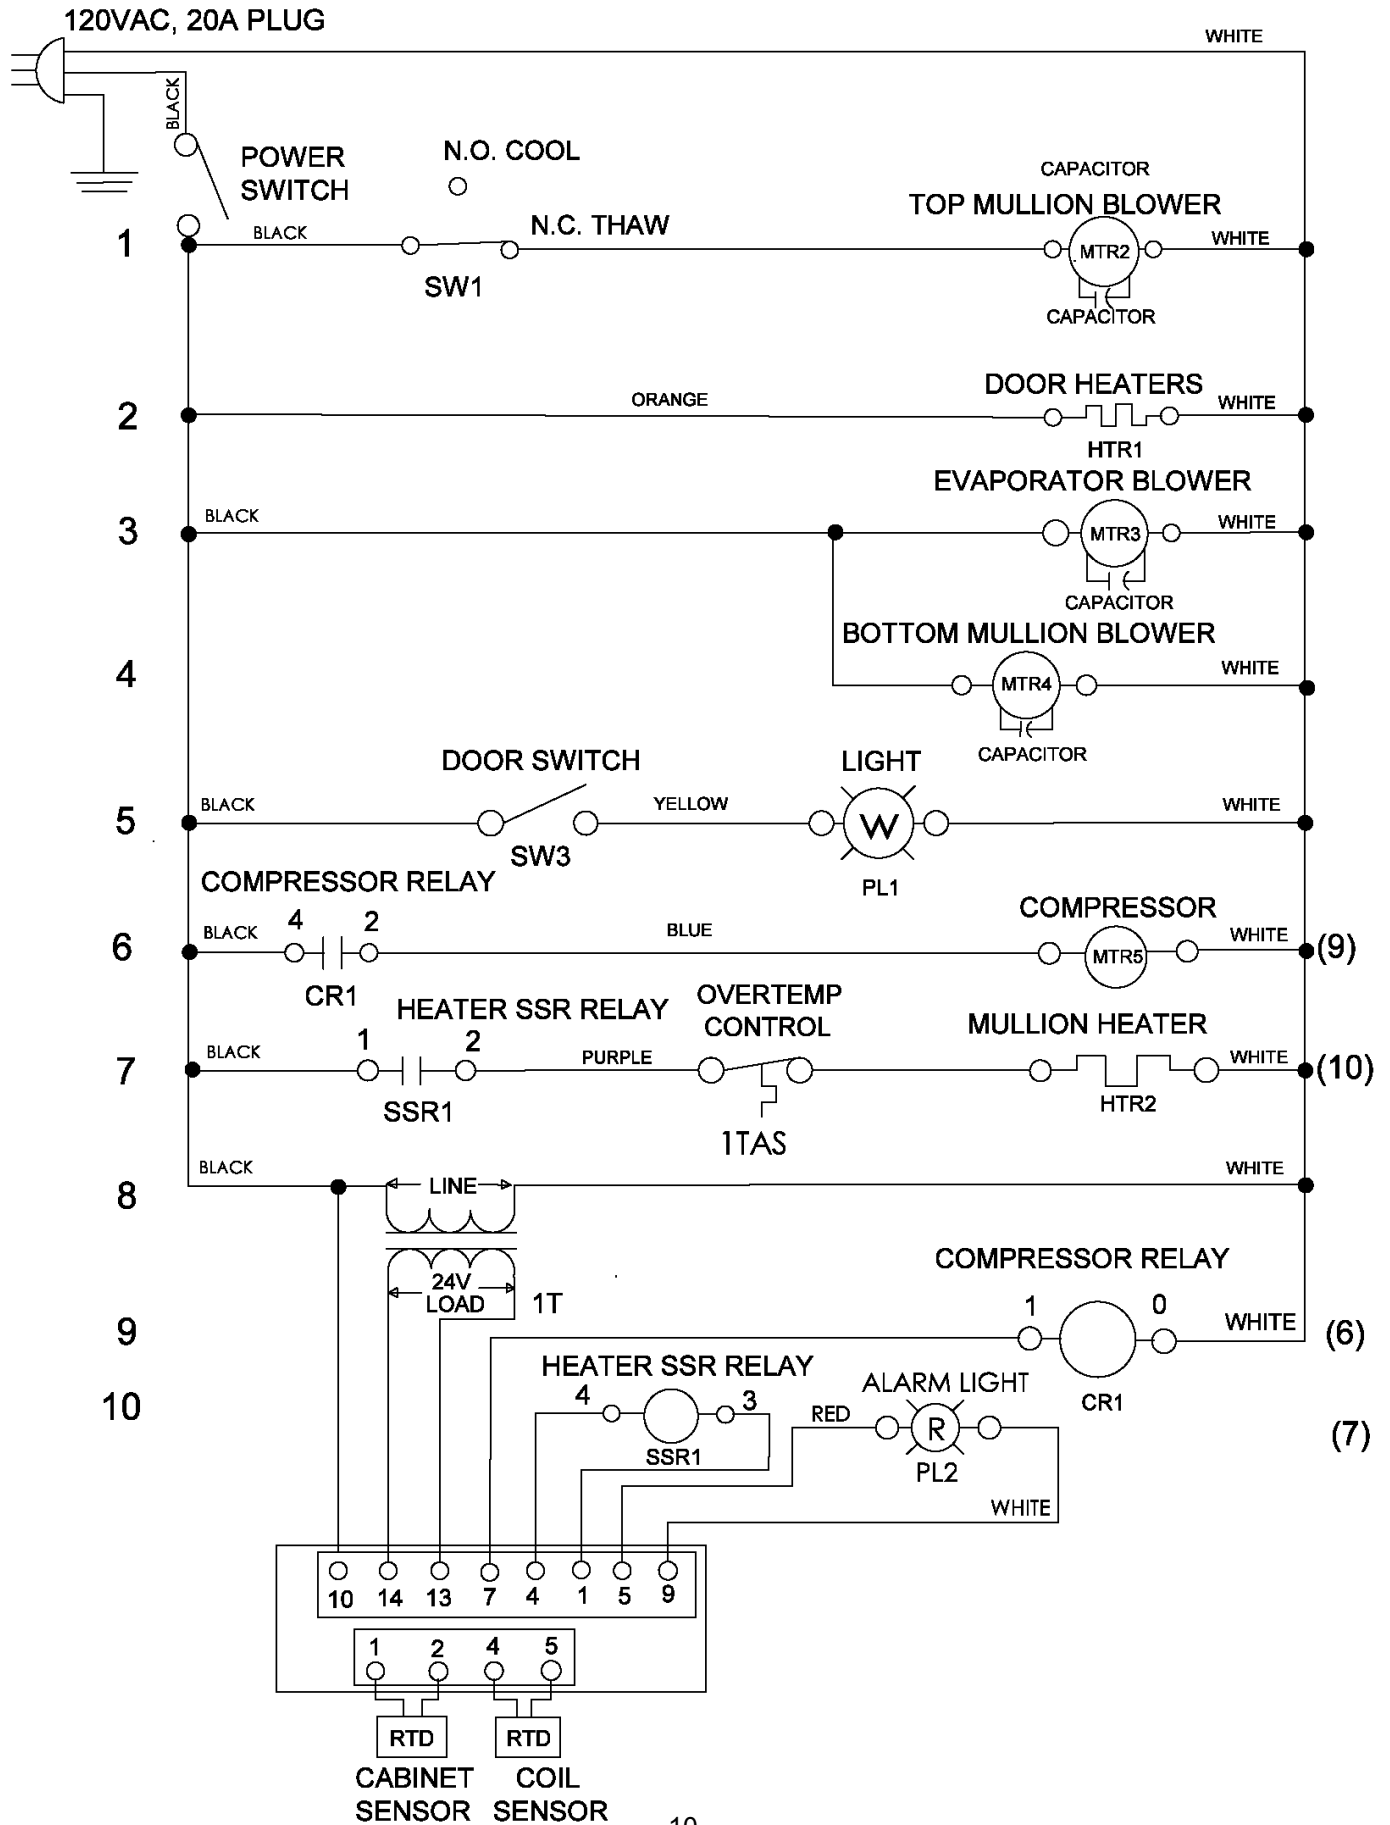 120VAC, 20A PLUG
WHITE
BLACK
POWER
SWITCH
N.O. COOL
N.C. THAW
CAPACITOR
TOP MULLION BLOWER
1
BLACK
SW1
MTR2
WHITE
CAPACITOR
DOOR HEATERS
2
ORANGE
WHITE
HTR1
EVAPORATOR BLOWER
3
BLACK
MTR3
WHITE
CAPACITOR
BOTTOM MULLION BLOWER
4
MTR4
WHITE
CAPACITOR
DOOR SWITCH
LIGHT
5
BLACK
YELLOW
W
WHITE
SW3
PL1
COMPRESSOR RELAY
COMPRESSOR
6
BLACK
4
2
BLUE
MTR5
WHITE
(9)
CR1
HEATER SSR RELAY
OVERTEMP
CONTROL
MULLION HEATER
7
BLACK
1
2
PURPLE
WHITE
(10)
SSR1
HTR2
1TAS
8
BLACK
LINE
WHITE
24V
LOAD
1T
COMPRESSOR RELAY
9
1
0
WHITE
(6)
CR1
10
HEATER SSR RELAY
4
3
SSR1
ALARM LIGHT
RED
R
PL2
(7)
WHITE
10
14
13
7
4
1
5
9
1
2
4
5
RTD
RTD
CABINET
SENSOR
COIL
SENSOR
10